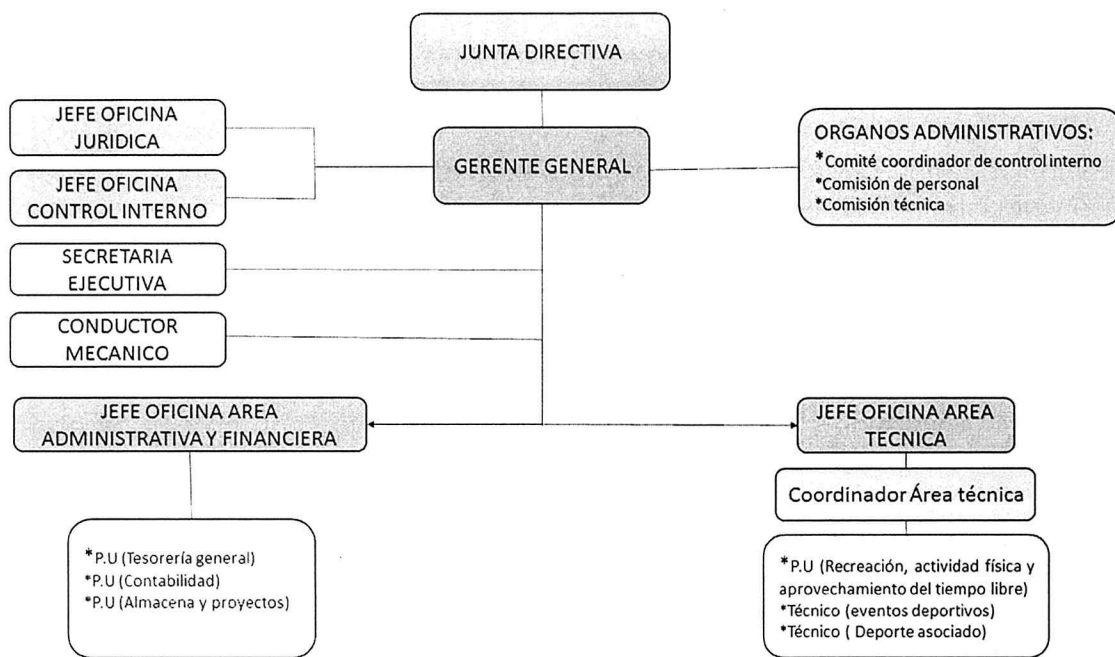 JUNTA DIRECTIVA
JEFE OFICINA
JURIDICA
GERENTE GENERAL
JEFE OFICINA
CONTROL INTERNO
ORGANOS ADMINISTRATIVOS:
*Comité coordinador de control interno
*Comisión de personal
*Comisión técnica
SECRETARIA
EJECUTIVA
CONDUCTOR
MECANICO
JEFE OFICINA AREA
ADMINISTRATIVA Y FINANCIERA
JEFE OFICINA AREA
TECNICA
Coordinador Área técnica
*P.U (Tesorería general)
*P.U (Contabilidad)
*P.U (Almacena y proyectos)
*P.U (Recreación, actividad física y
aprovechamiento del tiempo libre)
*Técnico (eventos deportivos)
*Técnico ( Deporte asociado)